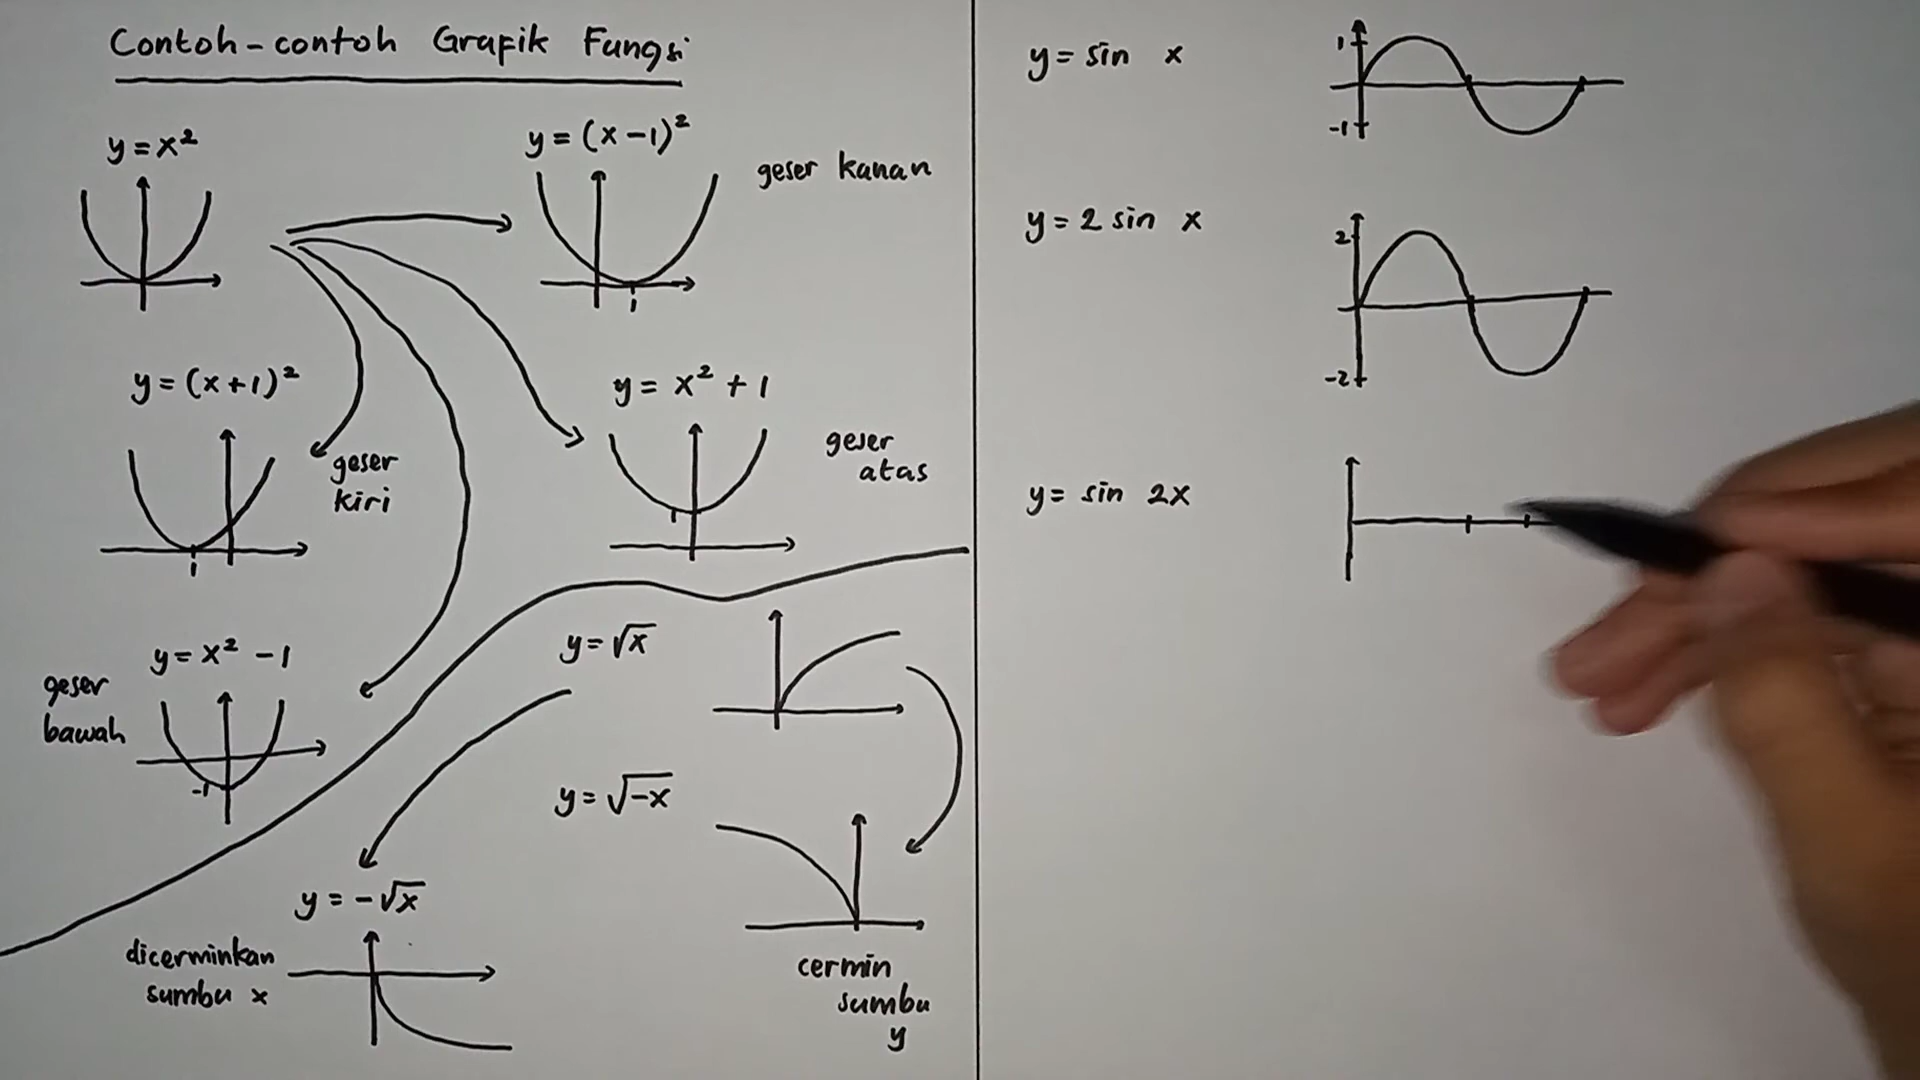 Contoh-contoh Grafik Fungsi
y = x²
y = (x-1)²
geser kanan
1
y = (x+1)²
geser
kiri
1
y = x² + 1
geser
atas
1
y = x² - 1
geser
bawah
-1
y = √x
y = √-x
cermin
sumbu
y
y = -√x
dicerminkan
sumbu x
y = sin x
1
-1
y = 2 sin x
2
-2
y = sin 2x